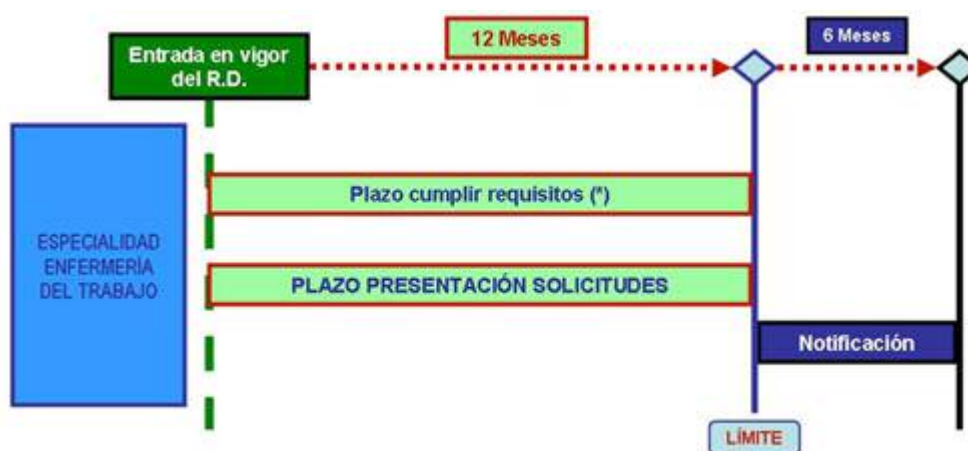 12 Meses
6 Meses
Entrada en vigor
del R.D.
Plazo cumplir requisitos (*)
ESPECIALIDAD
ENFERMERÍA
DEL TRABAJO
PLAZO PRESENTACIÓN SOLICITUDES
Notificación
LÍMITE